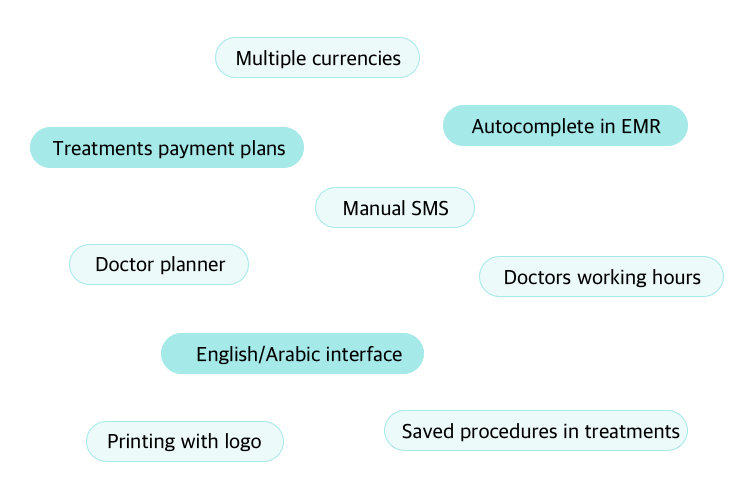 Multiple currencies
Autocomplete in EMR
Treatments payment plans
Manual SMS
Doctor planner
Doctors working hours
English/Arabic interface
Saved procedures in treatments
Printing with logo